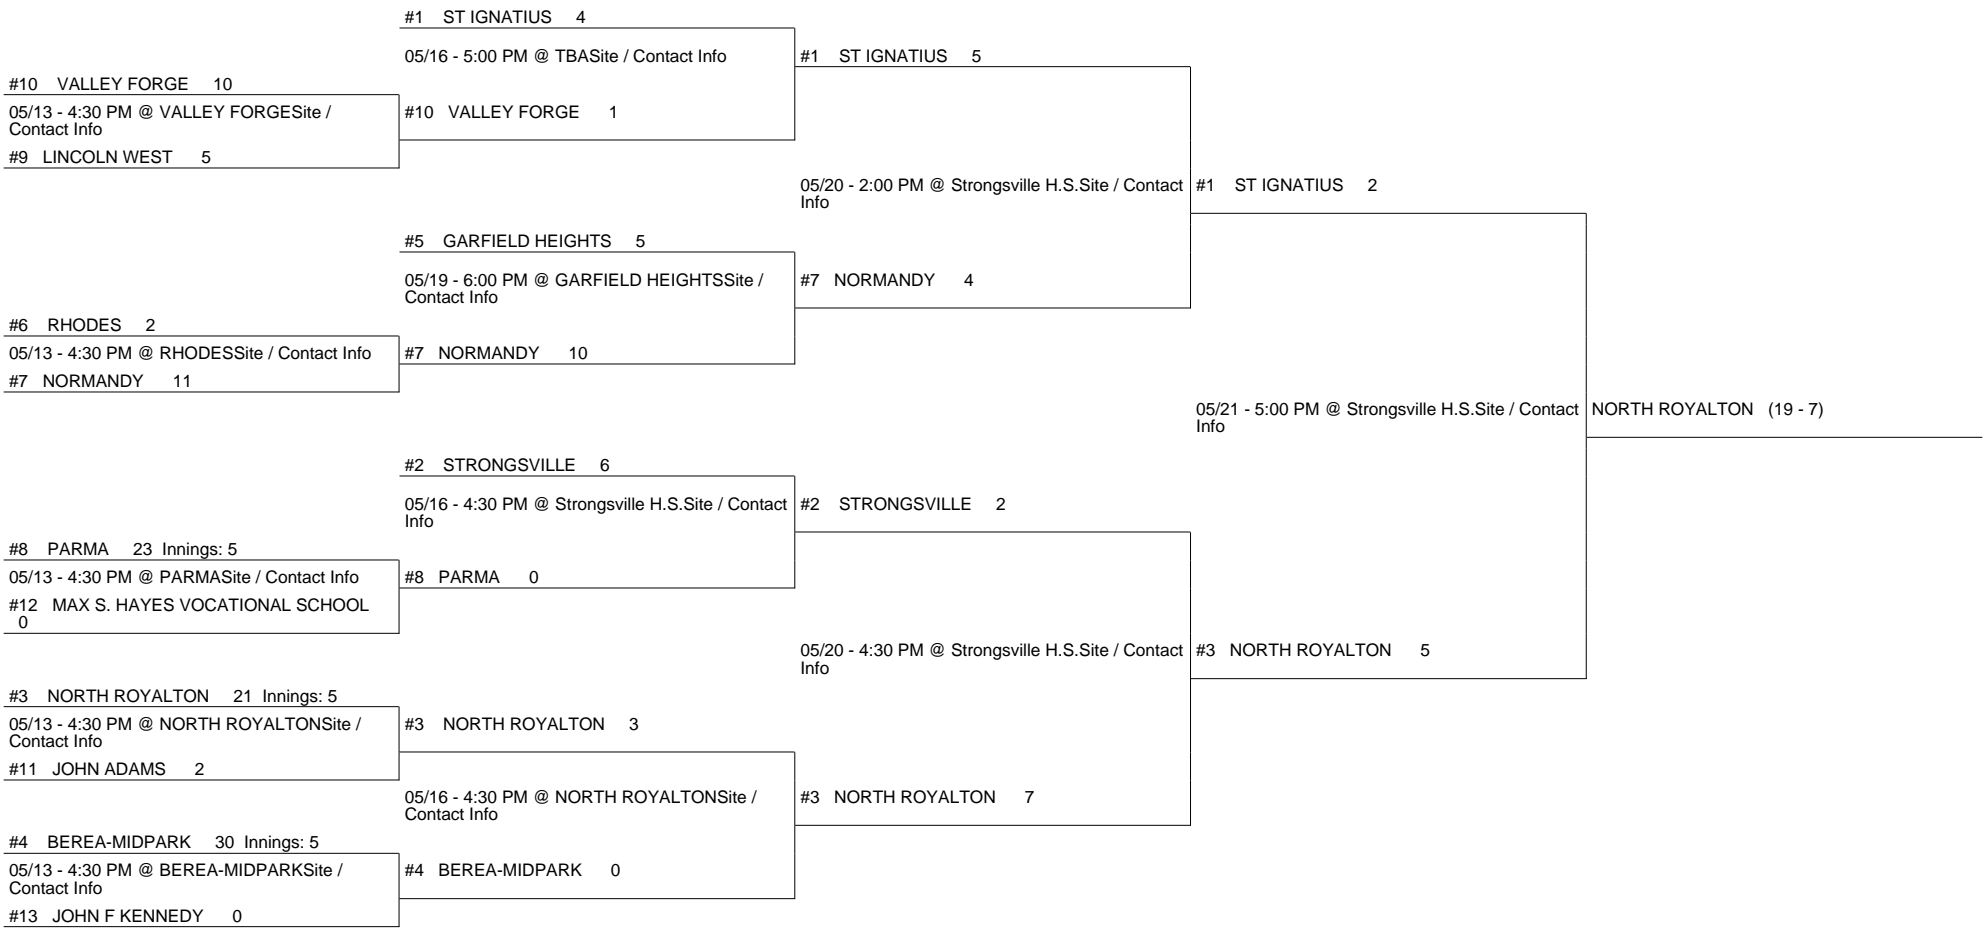 #1 ST IGNATIUS 4
05/16 - 5:00 PM @ TBASite / Contact Info
#10 VALLEY FORGE 10
05/13 - 4:30 PM @ VALLEY FORGESite /
Contact Info
#9 LINCOLN WEST 5
#10 VALLEY FORGE 1
#1 ST IGNATIUS 5
05/20 - 2:00 PM @ Strongsville H.S.Site / Contact
Info
#5 GARFIELD HEIGHTS 5
05/19 - 6:00 PM @ GARFIELD HEIGHTSSite /
Contact Info
#6 RHODES 2
05/13 - 4:30 PM @ RHODESSite / Contact Info
#7 NORMANDY 11
#7 NORMANDY 10
#7 NORMANDY 4
#1 ST IGNATIUS 2
05/21 - 5:00 PM @ Strongsville H.S.Site / Contact
Info
NORTH ROYALTON (19 - 7)
#2 STRONGSVILLE 6
05/16 - 4:30 PM @ Strongsville H.S.Site / Contact
Info
#8 PARMA 23 Innings: 5
05/13 - 4:30 PM @ PARMASite / Contact Info
#12 MAX S. HAYES VOCATIONAL SCHOOL
0
#8 PARMA 0
#2 STRONGSVILLE 2
05/20 - 4:30 PM @ Strongsville H.S.Site / Contact
Info
#3 NORTH ROYALTON 5
#3 NORTH ROYALTON 21 Innings: 5
05/13 - 4:30 PM @ NORTH ROYALTONSite /
Contact Info
#11 JOHN ADAMS 2
#3 NORTH ROYALTON 3
05/16 - 4:30 PM @ NORTH ROYALTONSite /
Contact Info
#3 NORTH ROYALTON 7
#4 BEREA-MIDPARK 30 Innings: 5
05/13 - 4:30 PM @ BEREA-MIDPARKSite /
Contact Info
#13 JOHN F KENNEDY 0
#4 BEREA-MIDPARK 0